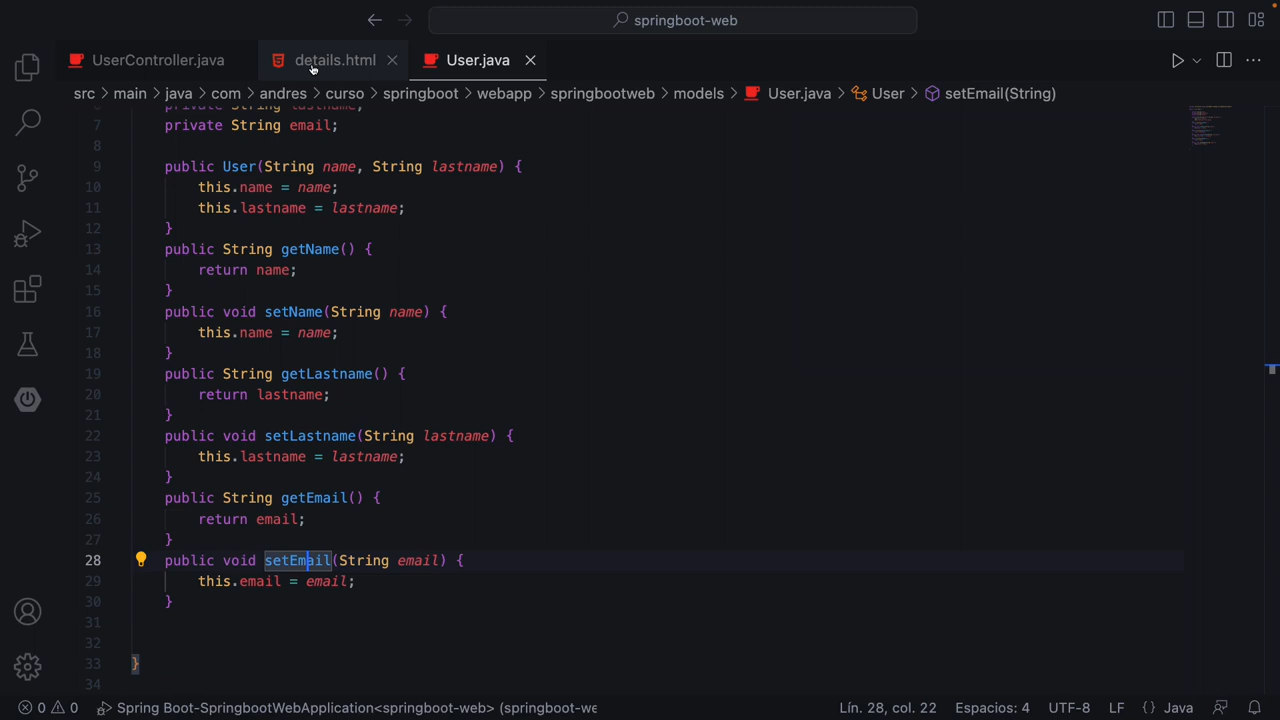 springboot-web
UserController.java
details.html
User.java
src > main > java > com > andres > curso > springboot > webapp > springbootweb > models > User.java > User > setEmail(String)
private String lastname;
7 private String email;
8
9 public User(String name, String lastname) {
10 this.name = name;
11 this.lastname = lastname;
12 }
13 public String getName() {
14 return name;
15 }
16 public void setName(String name) {
17 this.name = name;
18 }
19 public String getLastname() {
20 return lastname;
21 }
22 public void setLastname(String lastname) {
23 this.lastname = lastname;
24 }
25 public String getEmail() {
26 return email;
27 }
28 public void setEmail(String email) {
29 this.email = email;
30 }
31
32
33 }
34
0 0 Spring Boot-SpringbootWebApplication<springboot-web> (springboot-we Lín. 28, col. 22 Espacios: 4 UTF-8 LF {} Java